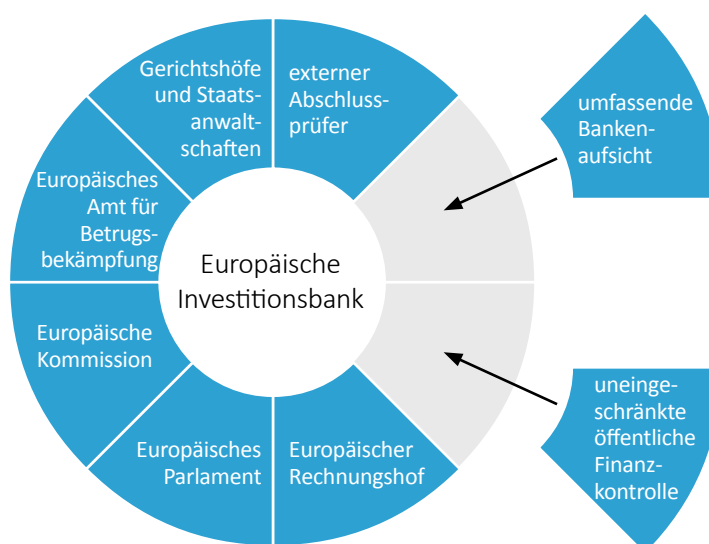 Gerichtshöfe
und Staats-
anwalt-
schaften
externer
Abschluss-
prüfer
umfassende
Banken-
aufsicht
Europäisches
Amt für
Betrugs-
bekämpfung
Europäische
Investitionsbank
Europäische
Kommission
uneinge-
schränkte
öffentliche
Finanz-
kontrolle
Europäisches
Parlament
Europäischer
Rechnungshof